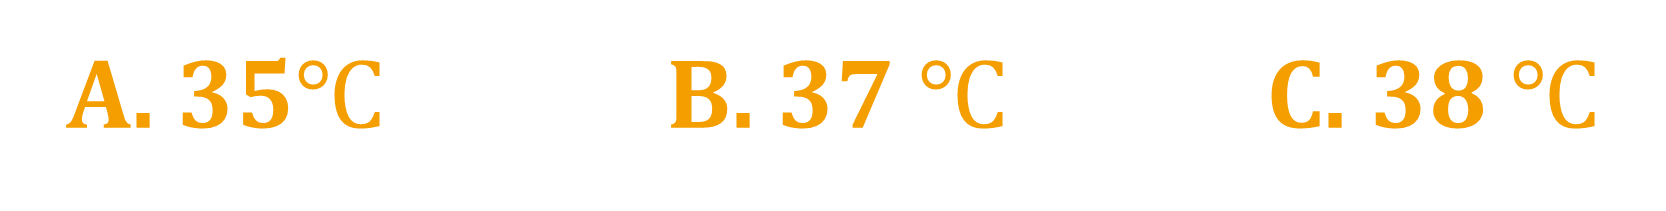 A. 35℃ B. 37 ℃ C. 38 ℃